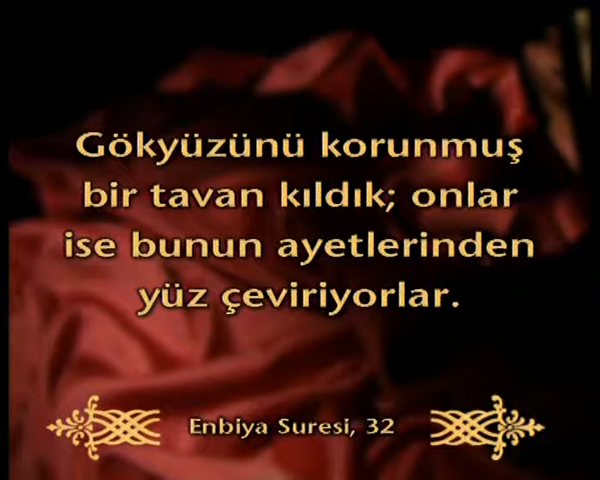 Gökyüzünü korunmuş
bir tavan kıldık; onlar
ise bunun ayetlerinden
yüz çeviriyorlar.
Enbiya Suresi, 32